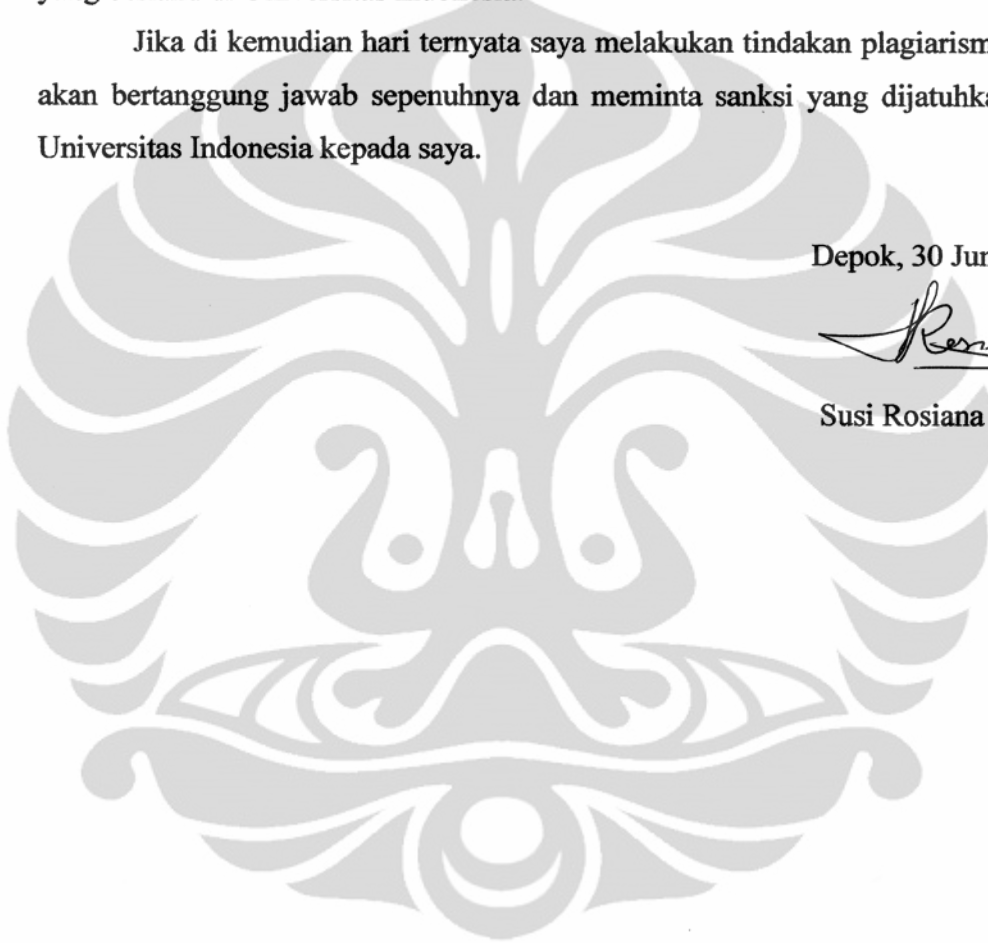 Jika di kemudian hari ternyata saya melakukan tindakan plagiarism
akan bertanggung jawab sepenuhnya dan meminta sanksi yang dijatuhka
Universitas Indonesia kepada saya.
Depok, 30 Jun
Susi Rosiana